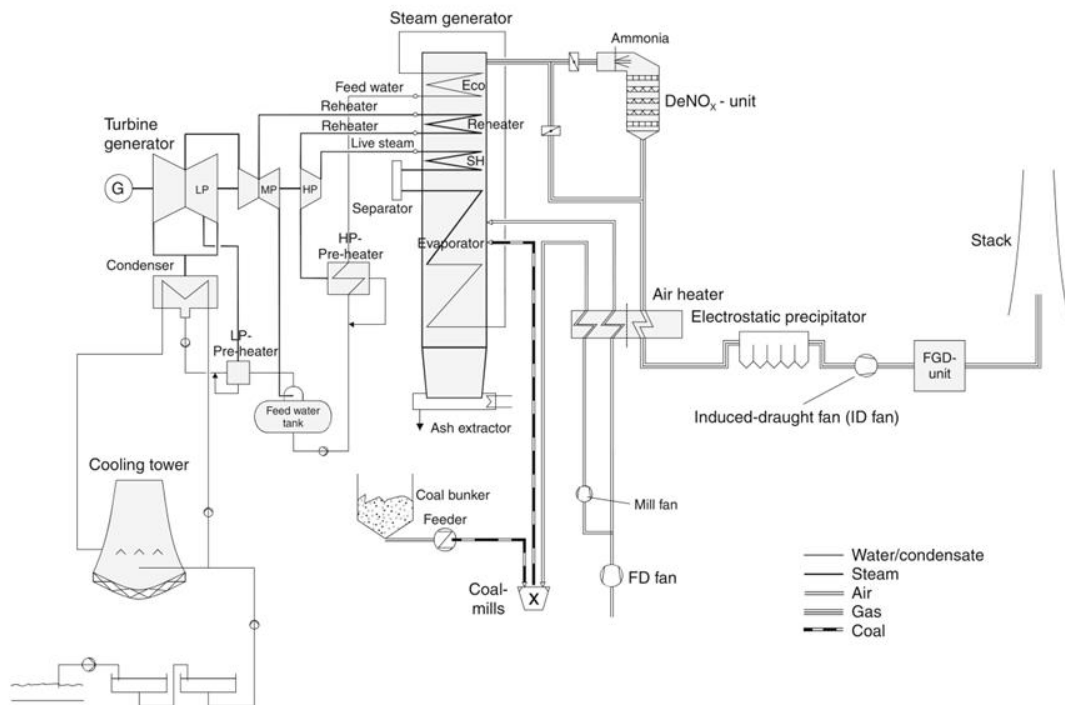 Steam generator
Ammonia
Eco
Feed water
DeNOX - unit
Reheater
Turbine
generator
Reheater
Reheater
Live steam
SH
G
LP
MP
HP
Separator
Stack
Evaporator
HP-
Pre-heater
Condenser
Air heater
Electrostatic precipitator
LP-
Pre-heater
FGD-
unit
Feed water
tank
Induced-draught fan (ID fan)
Ash extractor
Cooling tower
Coal bunker
Mill fan
Feeder
Water/condensate
Steam
FD fan
Coal-
mills
X
Air
Gas
Coal